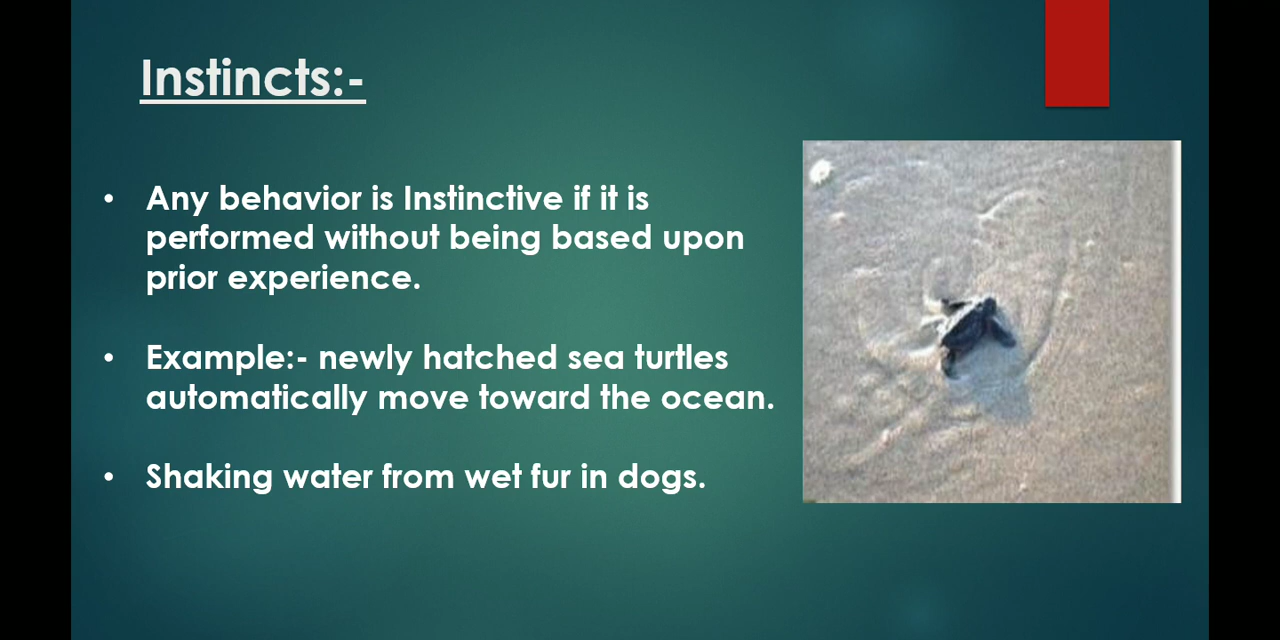 Instincts:-
• Any behavior is Instinctive if it is
performed without being based upon
prior experience.
• Example:- newly hatched sea turtles
automatically move toward the ocean.
• Shaking water from wet fur in dogs.